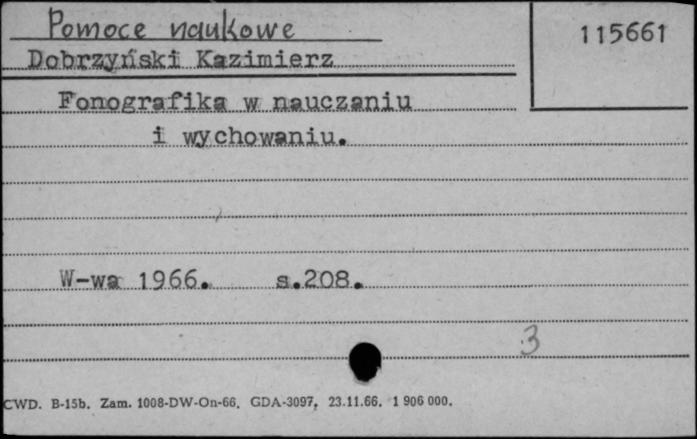 Pomoce naukowe
115661
Dobrzyński Kazimierz
Fonografika w nauczaniu
i wychowaniu.
W-wa 1966. s.208.
3
CWD. B-15b. Zam. 1008-DW-On-66. GDA-3097, 23.11.66. 1 906 000.